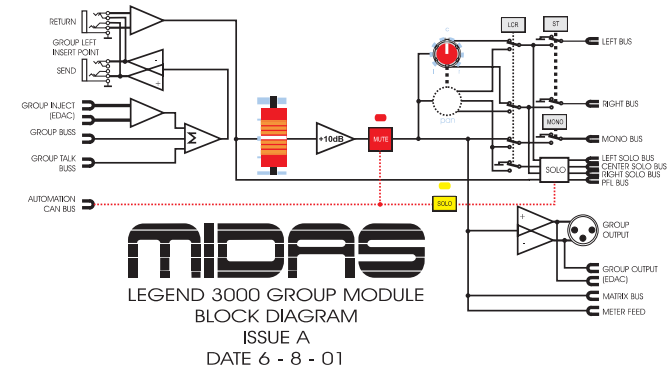 RETURN
GROUP LEFT
INSERT POINT
SEND
GROUP INJECT
(EDAC)
GROUP BUSS
GROUP TALK
BUSS
AUTOMATION
CAN BUS
Σ
+10dB
MUTE
pan
LCR
ST
MONO
SOLO
SOLO
LEFT BUS
RIGHT BUS
MONO BUS
LEFT SOLO BUS
CENTER SOLO BUS
RIGHT SOLO BUS
PFL BUS
+
-
GROUP
OUTPUT
GROUP OUTPUT
(EDAC)
MATRIX BUS
METER FEED
MIDAS
LEGEND 3000 GROUP MODULE
BLOCK DIAGRAM
ISSUE A
DATE 6 - 8 - 01